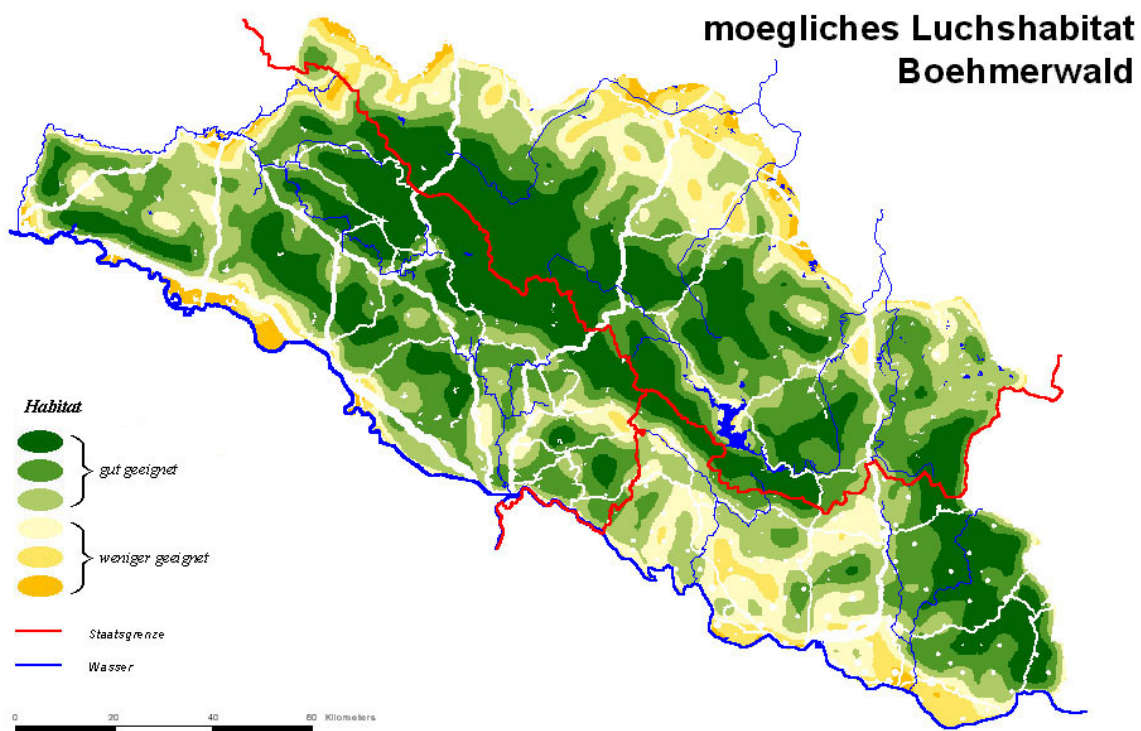 moegliches Luchshabitat
Boehmerwald
Habitat
gut geeignet
weniger geeignet
Staatsgrenze
Wasser
0 20 40 60 Kilometers